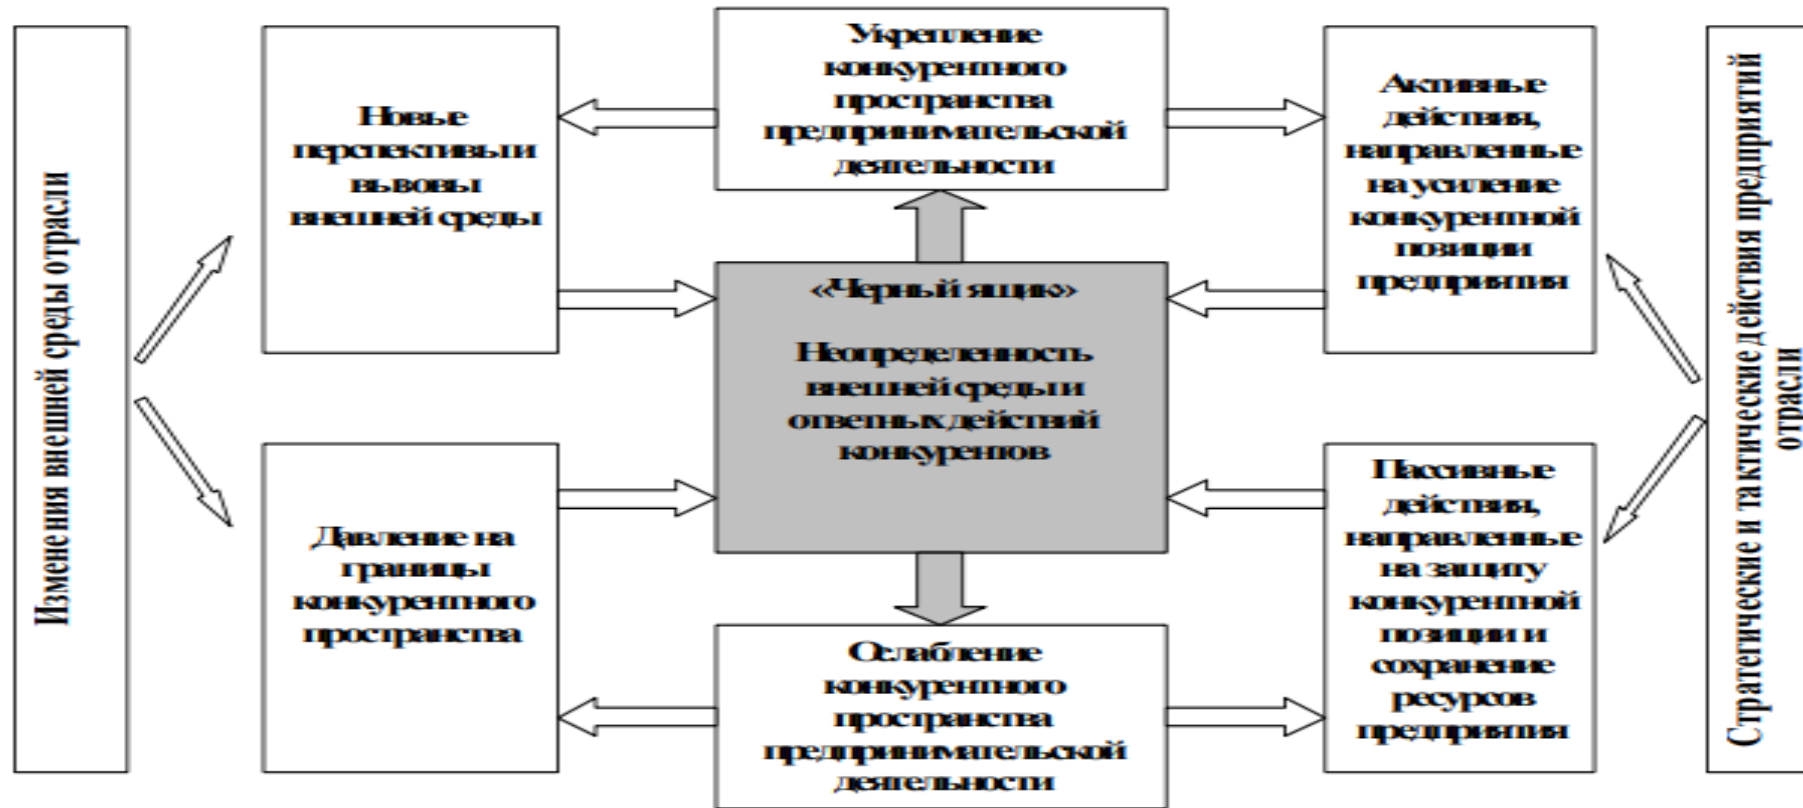 Изменения внешней среды отрасли
Новые
перспективы и
вызовы
внешней среды
Давление на
границы
конкурентного
пространства
Укрепление
конкурентного
пространства
предпринимательской
деятельности
«Черный ящик»
Неопределенность
внешней среды и
ответных действий
конкурентов
Ослабление
конкурентного
пространства
предпринимательской
деятельности
Активные
действия,
направленные
на усиление
конкурентной
позиции
предприятия
Пассивные
действия,
направленные
на защиту
конкурентной
позиции и
сохранение
ресурсов
предприятия
Стратегические и тактические действия предприятий
отрасли